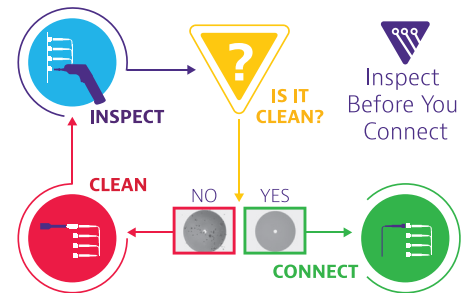 INSPECT
?
IS IT
CLEAN?
Inspect
Before You
Connect
CLEAN
NO
YES
CONNECT